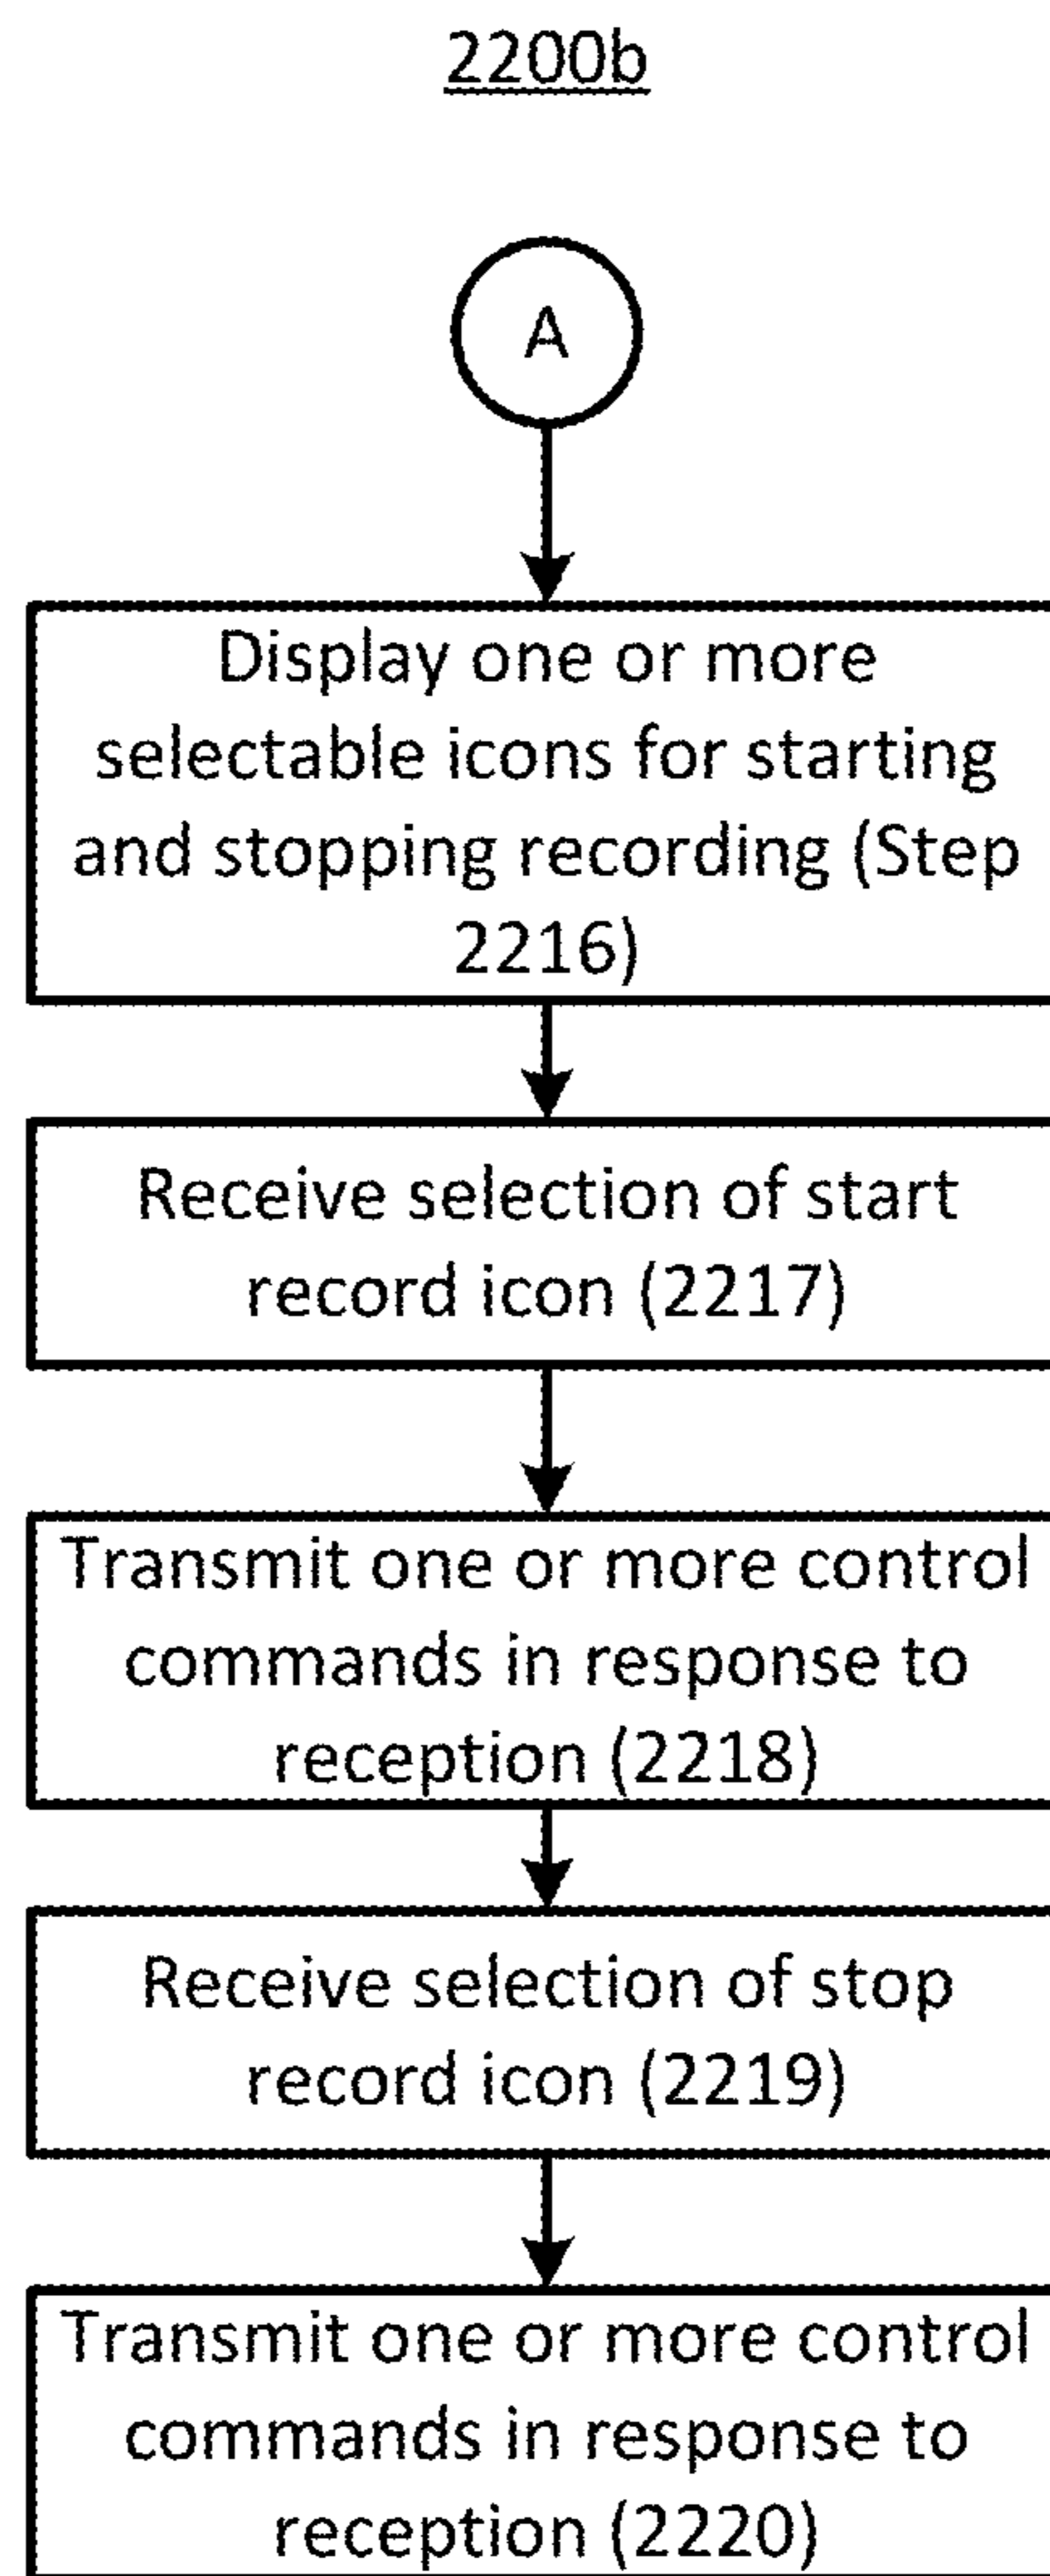 2200b
A
Display one or more
selectable icons for starting
and stopping recording (Step
2216)
Receive selection of start
record icon (2217)
Transmit one or more control
commands in response to
reception (2218)
Receive selection of stop
record icon (2219)
Transmit one or more control
commands in response to
reception (2220)